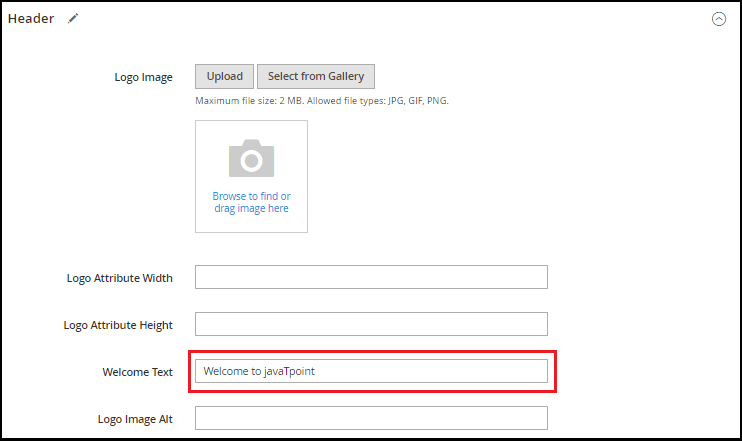 Header
Logo Image
Upload
Select from Gallery
Maximum file size: 2 MB. Allowed file types: JPG, GIF, PNG.
Browse to find or
drag image here
Logo Attribute Width
Logo Attribute Height
Welcome Text
Welcome to javaTpoint
Logo Image Alt